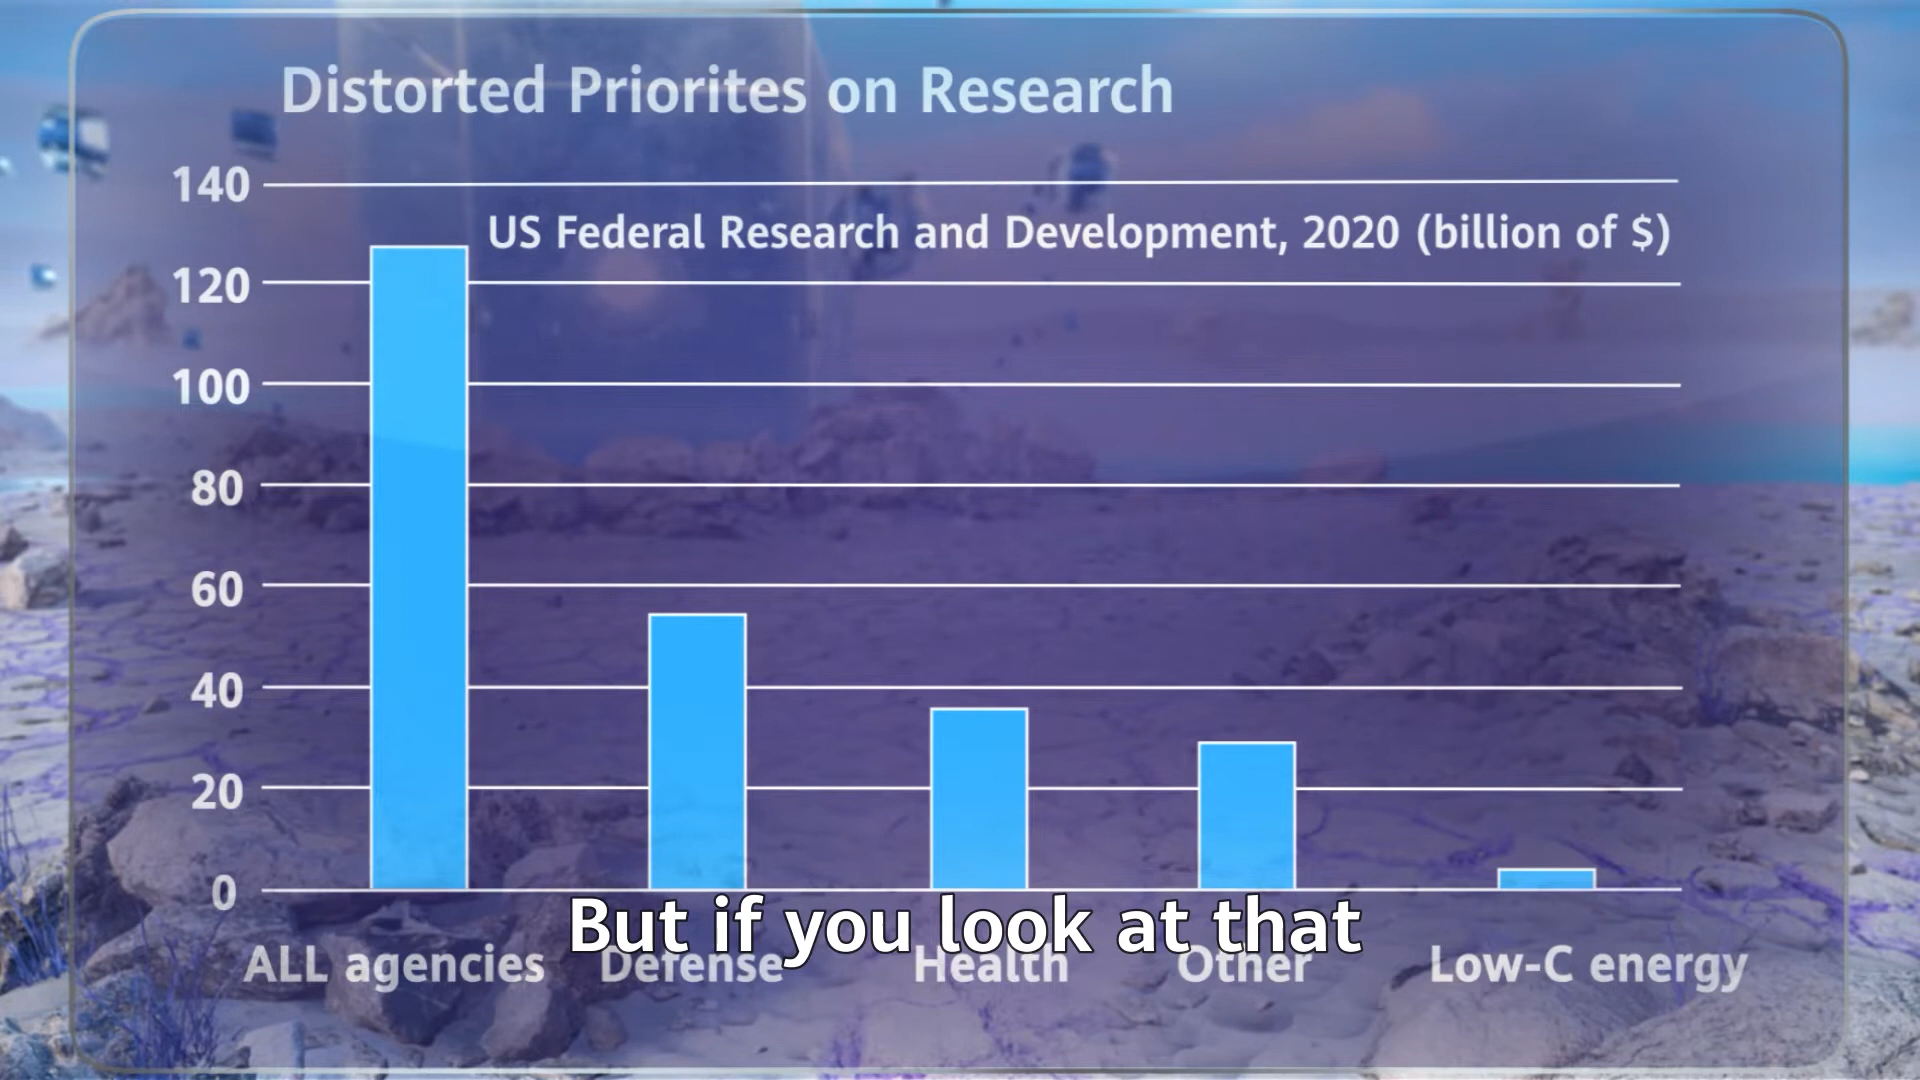 Distorted Priorites on Research
140
US Federal Research and Development, 2020 (billion of $)
120
100
80
60
40
20
0
But if you look at that
ALL agencies Defense Health Other Low-C energy